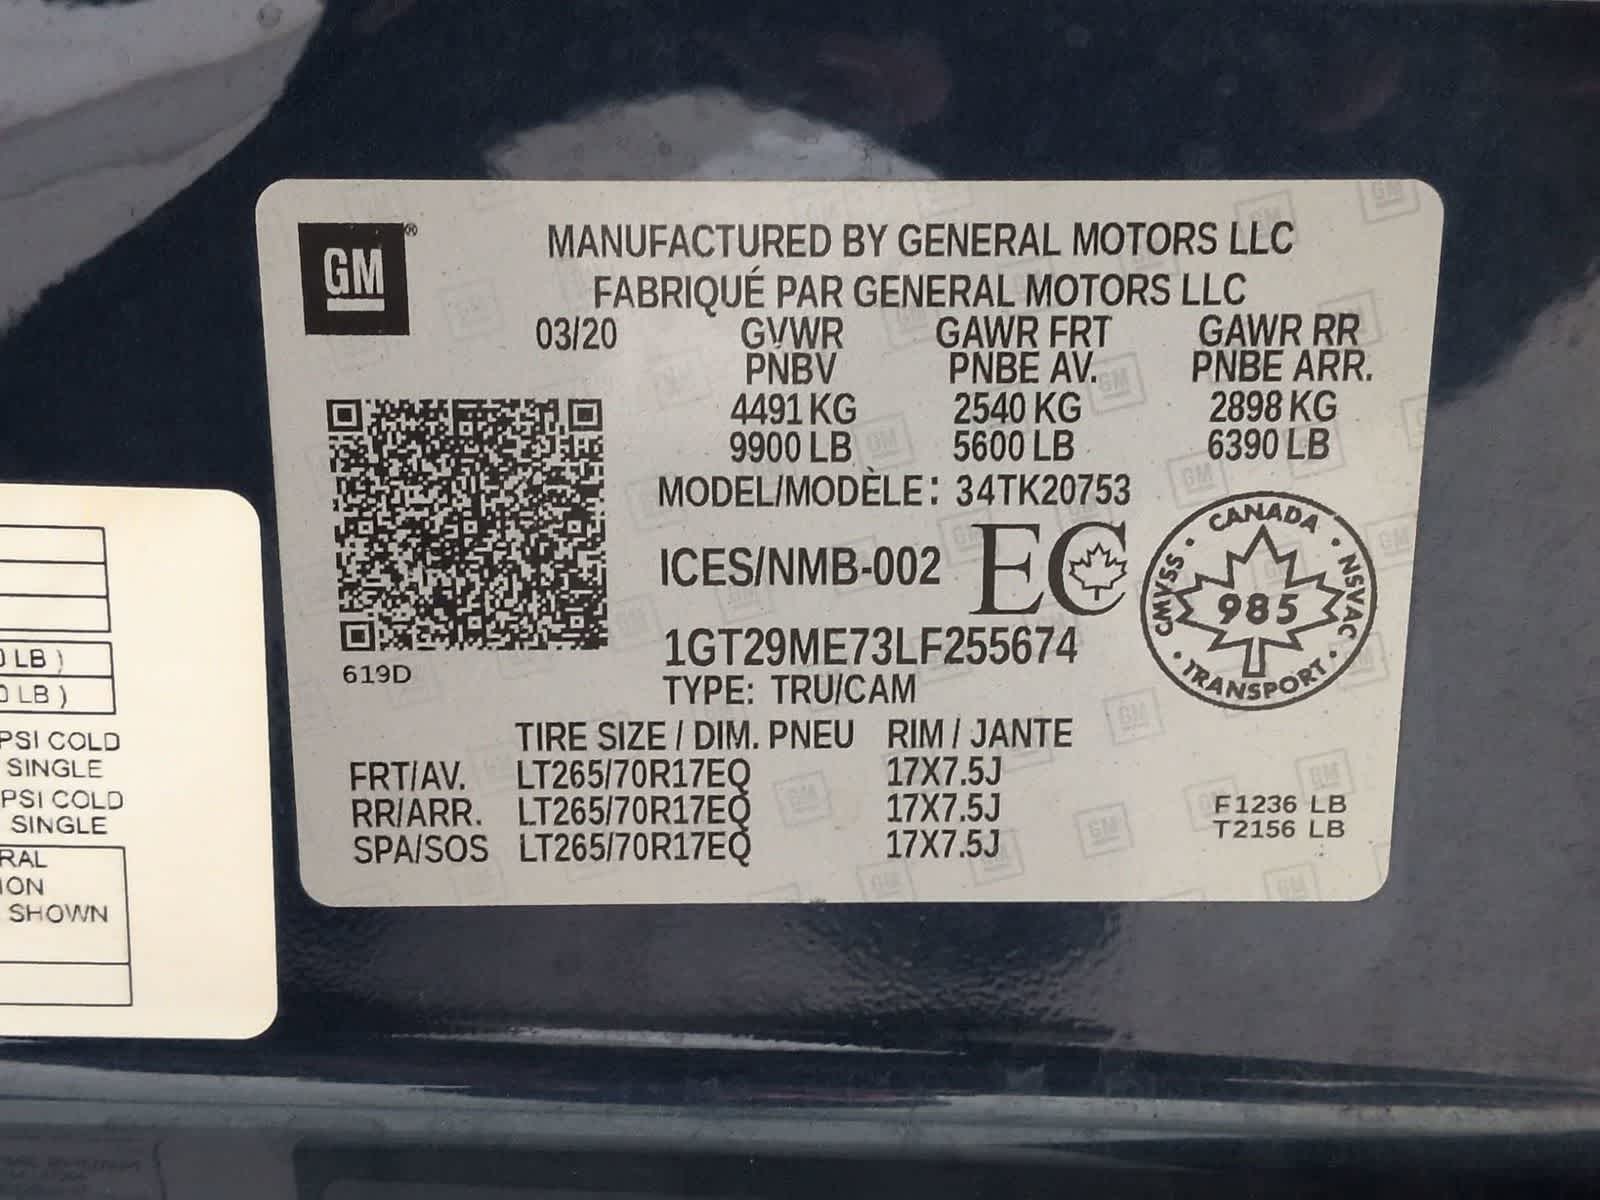 GM ®
MANUFACTURED BY GENERAL MOTORS LLC
FABRIQUÉ PAR GENERAL MOTORS LLC
03/20 GVWR GAWR FRT GAWR RR
PNBV PNBE AV. PNBE ARR.
4491 KG 2540 KG 2898 KG
9900 LB 5600 LB 6390 LB
MODEL/MODÈLE: 34TK20753
ICES/NMB-002 EC
CANADA • NSVAC • TRANSPORT • CMVSS •
985
1GT29ME73LF255674
619D
TYPE: TRU/CAM
TIRE SIZE / DIM. PNEU RIM / JANTE
FRT/AV. LT265/70R17EQ 17X7.5J
RR/ARR. LT265/70R17EQ 17X7.5J
SPA/SOS LT265/70R17EQ 17X7.5J
F1236 LB
T2156 LB
LB )
LB )
PSI COLD
SINGLE
PSI COLD
SINGLE
RAL
ION
SHOWN